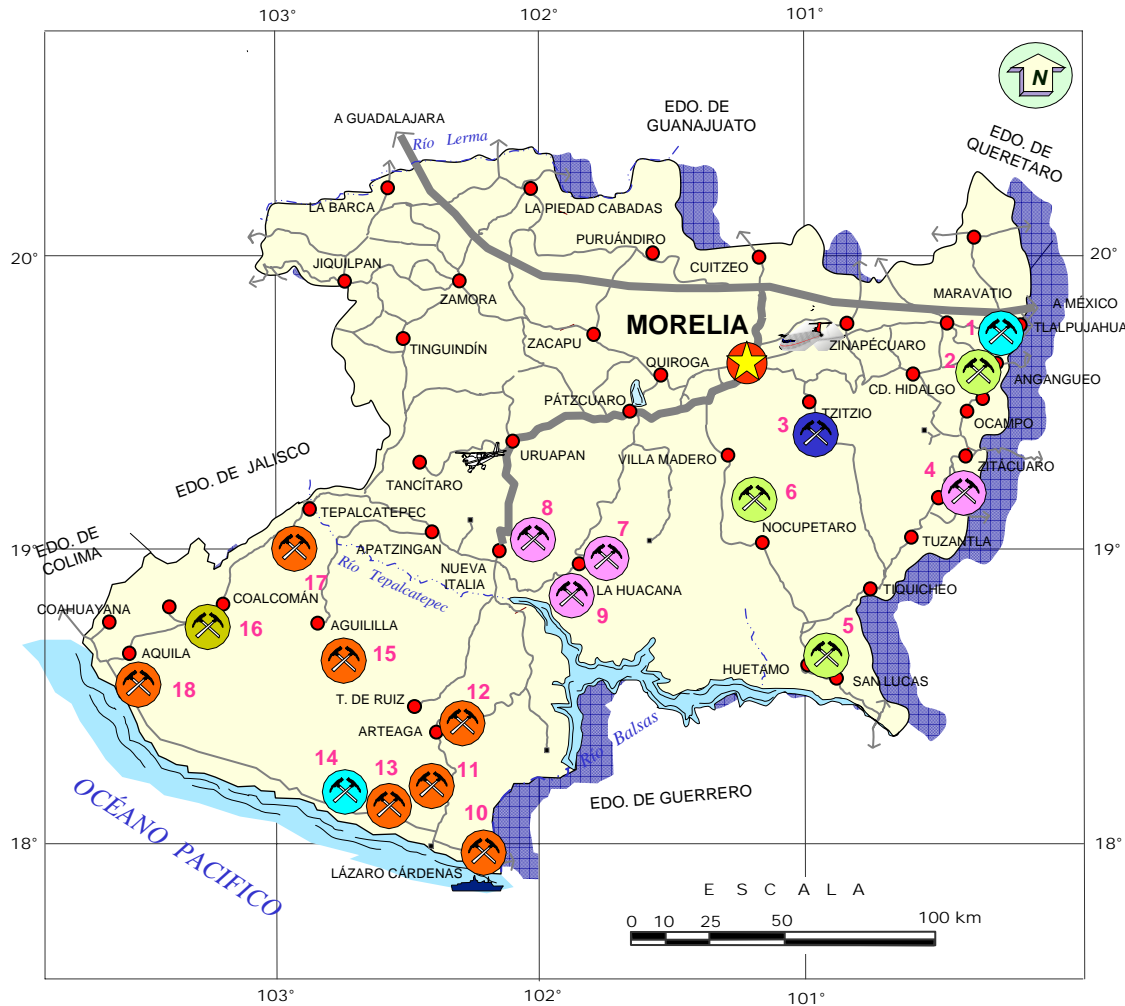 103°
102°
101°
N
A GUADALAJARA
Río Lerma
EDO. DE
GUANAJUATO
EDO. DE
QUERETARO
LA BARCA
LA PIEDAD CABADAS
PURUÁNDIRO
CUITZEO
20°
20°
JIQUILPAN
ZAMORA
MARAVATIO
A MÉXICO
TLALPUJAHUA
1
MORELIA
ZINAPÉCUARO
TINGUINDÍN
ZACAPU
QUIROGA
2
ANGANGUEO
CD. HIDALGO
PÁTZCUARO
TZITZIO
OCAMPO
3
EDO. DE JALISCO
URUAPAN
VILLA MADERO
ZITACUARO
4
TANCÍTARO
6
TEPALCATEPEC
8
7
NOCUPETARO
TUZANTLA
EDO. DE
COLIMA
APATZINGAN
19°
19°
NUEVA
ITALIA
Río Tepalcatepec
17
LA HUACANA
9
TIQUICHEO
COAHUAYANA
COALCOMÁN
16
AGUILILLA
5
AQUILA
15
HUETAMO
SAN LUCAS
18
12
T. DE RUIZ
ARTEAGA
Río Balsas
14
13
11
10
EDO. DE GUERRERO
OCÉANO PACIFICO
18°
18°
LÁZARO CÁRDENAS
E S C A L A
0 10 25 50 100 km
103°
102°
101°